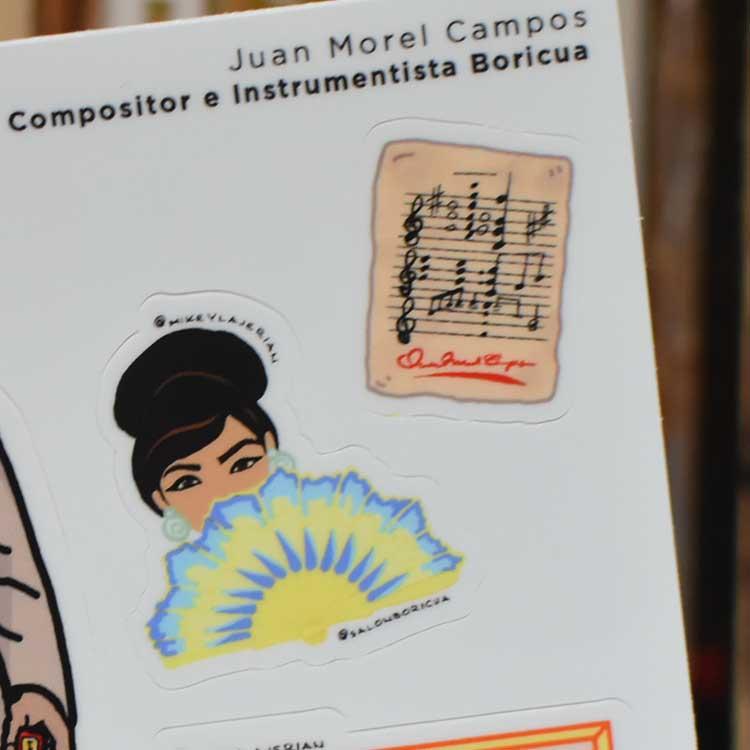 Juan Morel Campos
Compositor e Instrumentista Boricua
@MIKEYLAJERIAN
@SALONBORICUA